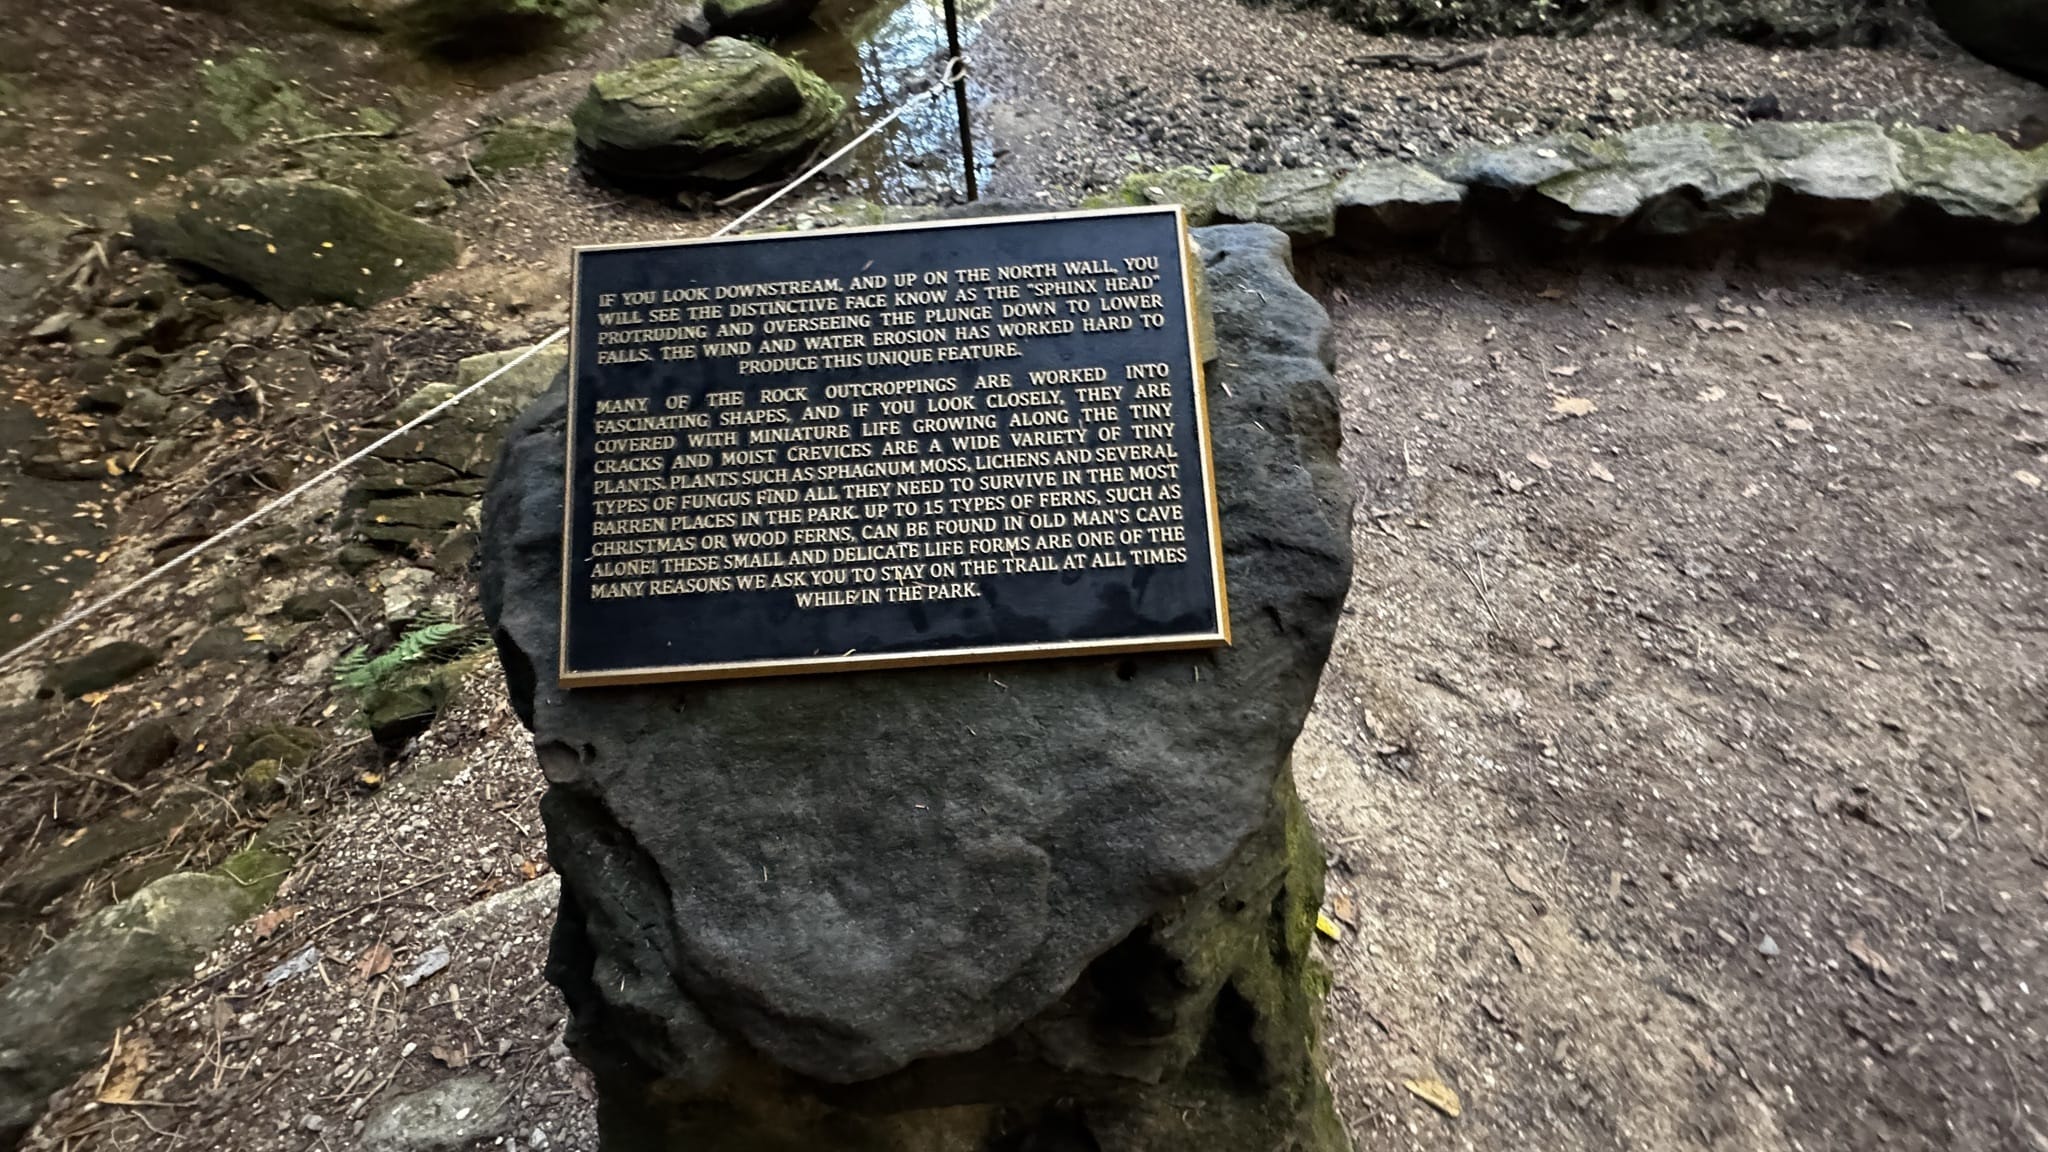 IF YOU LOOK DOWNSTREAM, AND UP ON THE NORTH WALL, YOU
WILL SEE THE DISTINCTIVE FACE KNOW AS THE "SPHINX HEAD"
PROTRUDING AND OVERSEEING THE PLUNGE DOWN TO LOWER
FALLS. THE WIND AND WATER EROSION HAS WORKED HARD TO
PRODUCE THIS UNIQUE FEATURE.
MANY OF THE ROCK OUTCROPPINGS ARE WORKED INTO
FASCINATING SHAPES, AND IF YOU LOOK CLOSELY, THEY ARE
COVERED WITH MINIATURE LIFE GROWING ALONG THE TINY
CRACKS AND MOIST CREVICES ARE A WIDE VARIETY OF TINY
PLANTS. PLANTS SUCH AS SPHAGNUM MOSS, LICHENS AND SEVERAL
TYPES OF FUNGUS FIND ALL THEY NEED TO SURVIVE IN THE MOST
BARREN PLACES IN THE PARK. UP TO 15 TYPES OF FERNS, SUCH AS
CHRISTMAS OR WOOD FERNS, CAN BE FOUND IN OLD MAN'S CAVE
ALONE! THESE SMALL AND DELICATE LIFE FORMS ARE ONE OF THE
MANY REASONS WE ASK YOU TO STAY ON THE TRAIL AT ALL TIMES
WHILE IN THE PARK.